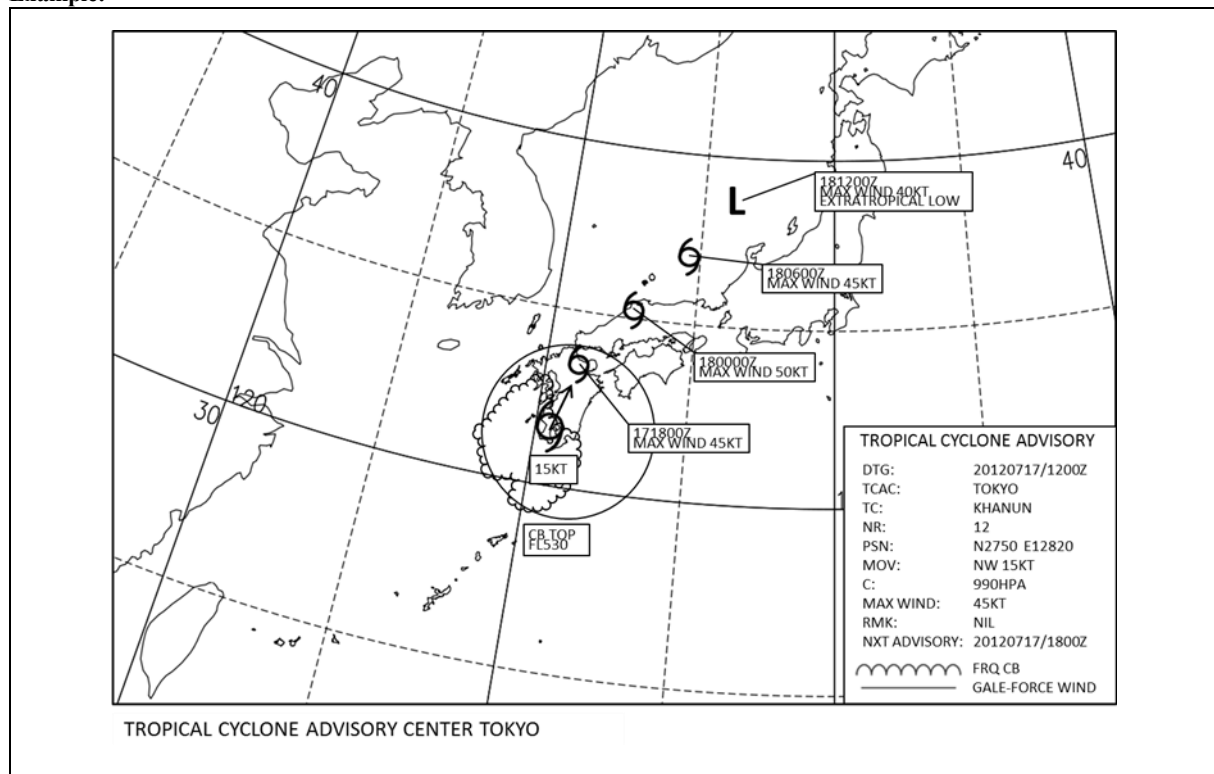 Example:
40
40
181200Z
MAX WIND 40KT
EXTRATROPICAL LOW
L
180600Z
MAX WIND 45KT
180000Z
MAX WIND 50KT
120
30
171800Z
MAX WIND 45KT
15KT
CB TOP
FL530
TROPICAL CYCLONE ADVISORY
DTG: 20120717/1200Z
TCAC: TOKYO
TC: KHANUN
NR: 12
PSN: N2750 E12820
MOV: NW 15KT
C: 990HPA
MAX WIND: 45KT
RMK: NIL
NXT ADVISORY: 20120717/1800Z
FRQ CB
GALE-FORCE WIND
TROPICAL CYCLONE ADVISORY CENTER TOKYO